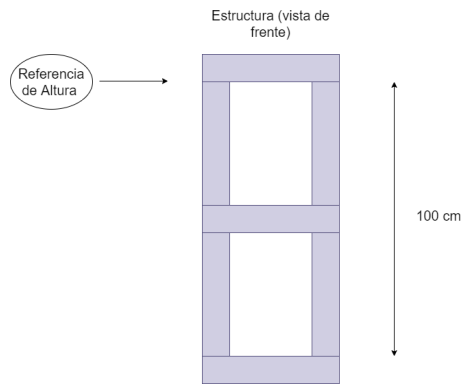 Estructura (vista de
frente)
Referencia
de Altura
100 cm